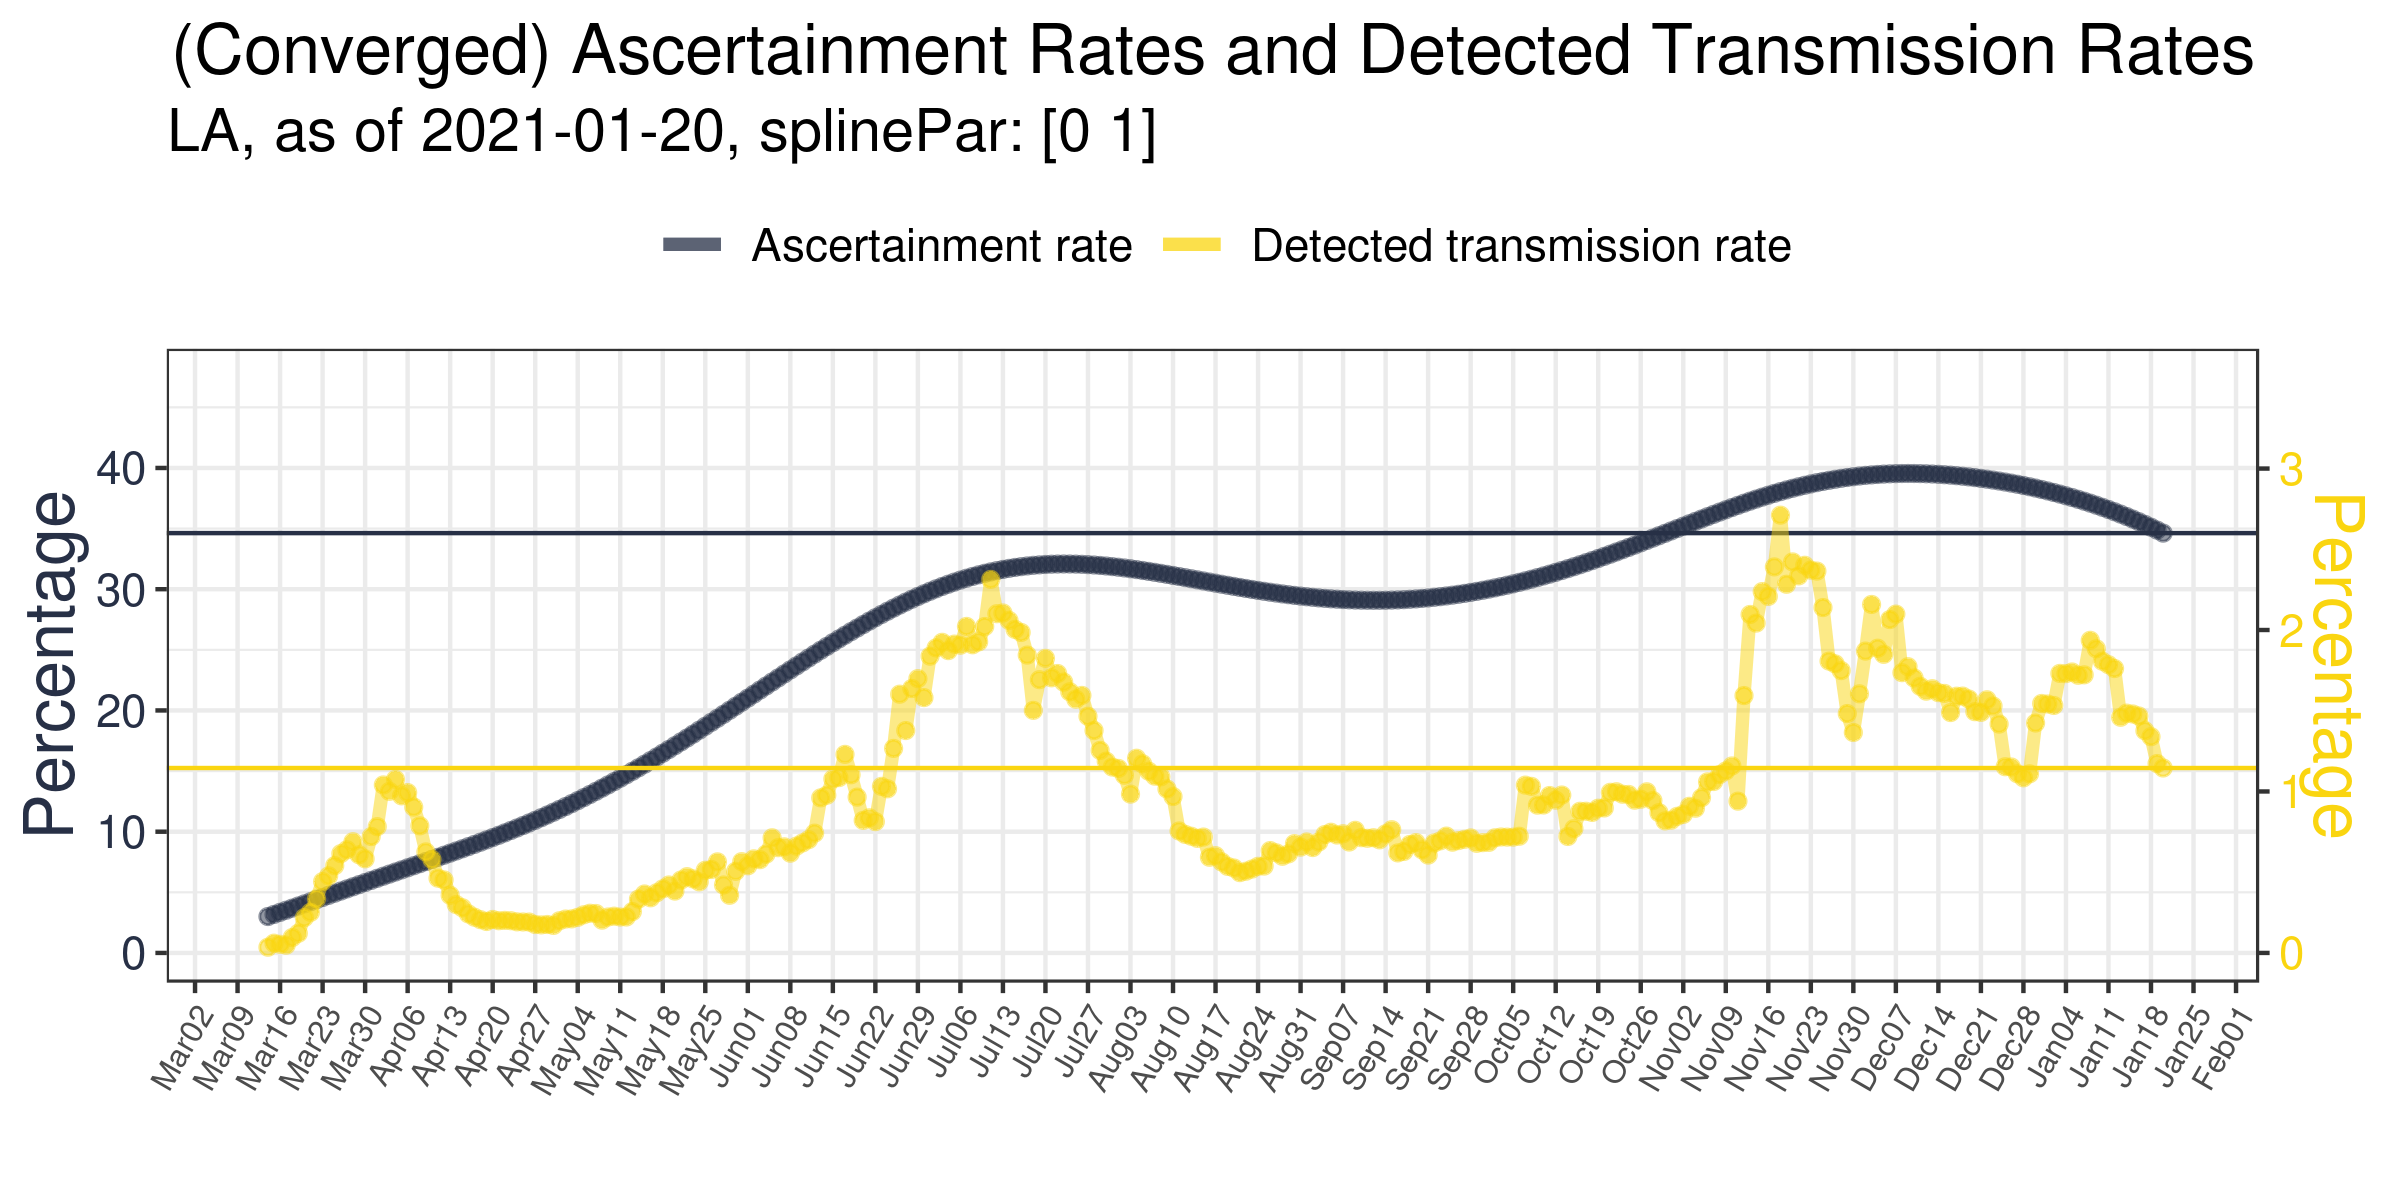 (Converged) Ascertainment Rates and Detected Transmission Rates
LA, as of 2021-01-20, splinePar: [0 1]
Ascertainment rate Detected transmission rate
Percentage
40
30
20
10
0
3
2
1
0
Percentage
Mar02 Mar09 Mar16 Mar23 Mar30 Apr06 Apr13 Apr20 Apr27 May04 May11 May18 May25 Jun01 Jun08 Jun15 Jun22 Jun29 Jul06 Jul13 Jul20 Jul27 Aug03 Aug10 Aug17 Aug24 Aug31 Sep07 Sep14 Sep21 Sep28 Oct05 Oct12 Oct19 Oct26 Nov02 Nov09 Nov16 Nov23 Nov30 Dec07 Dec14 Dec21 Dec28 Jan04 Jan11 Jan18 Jan25 Feb01